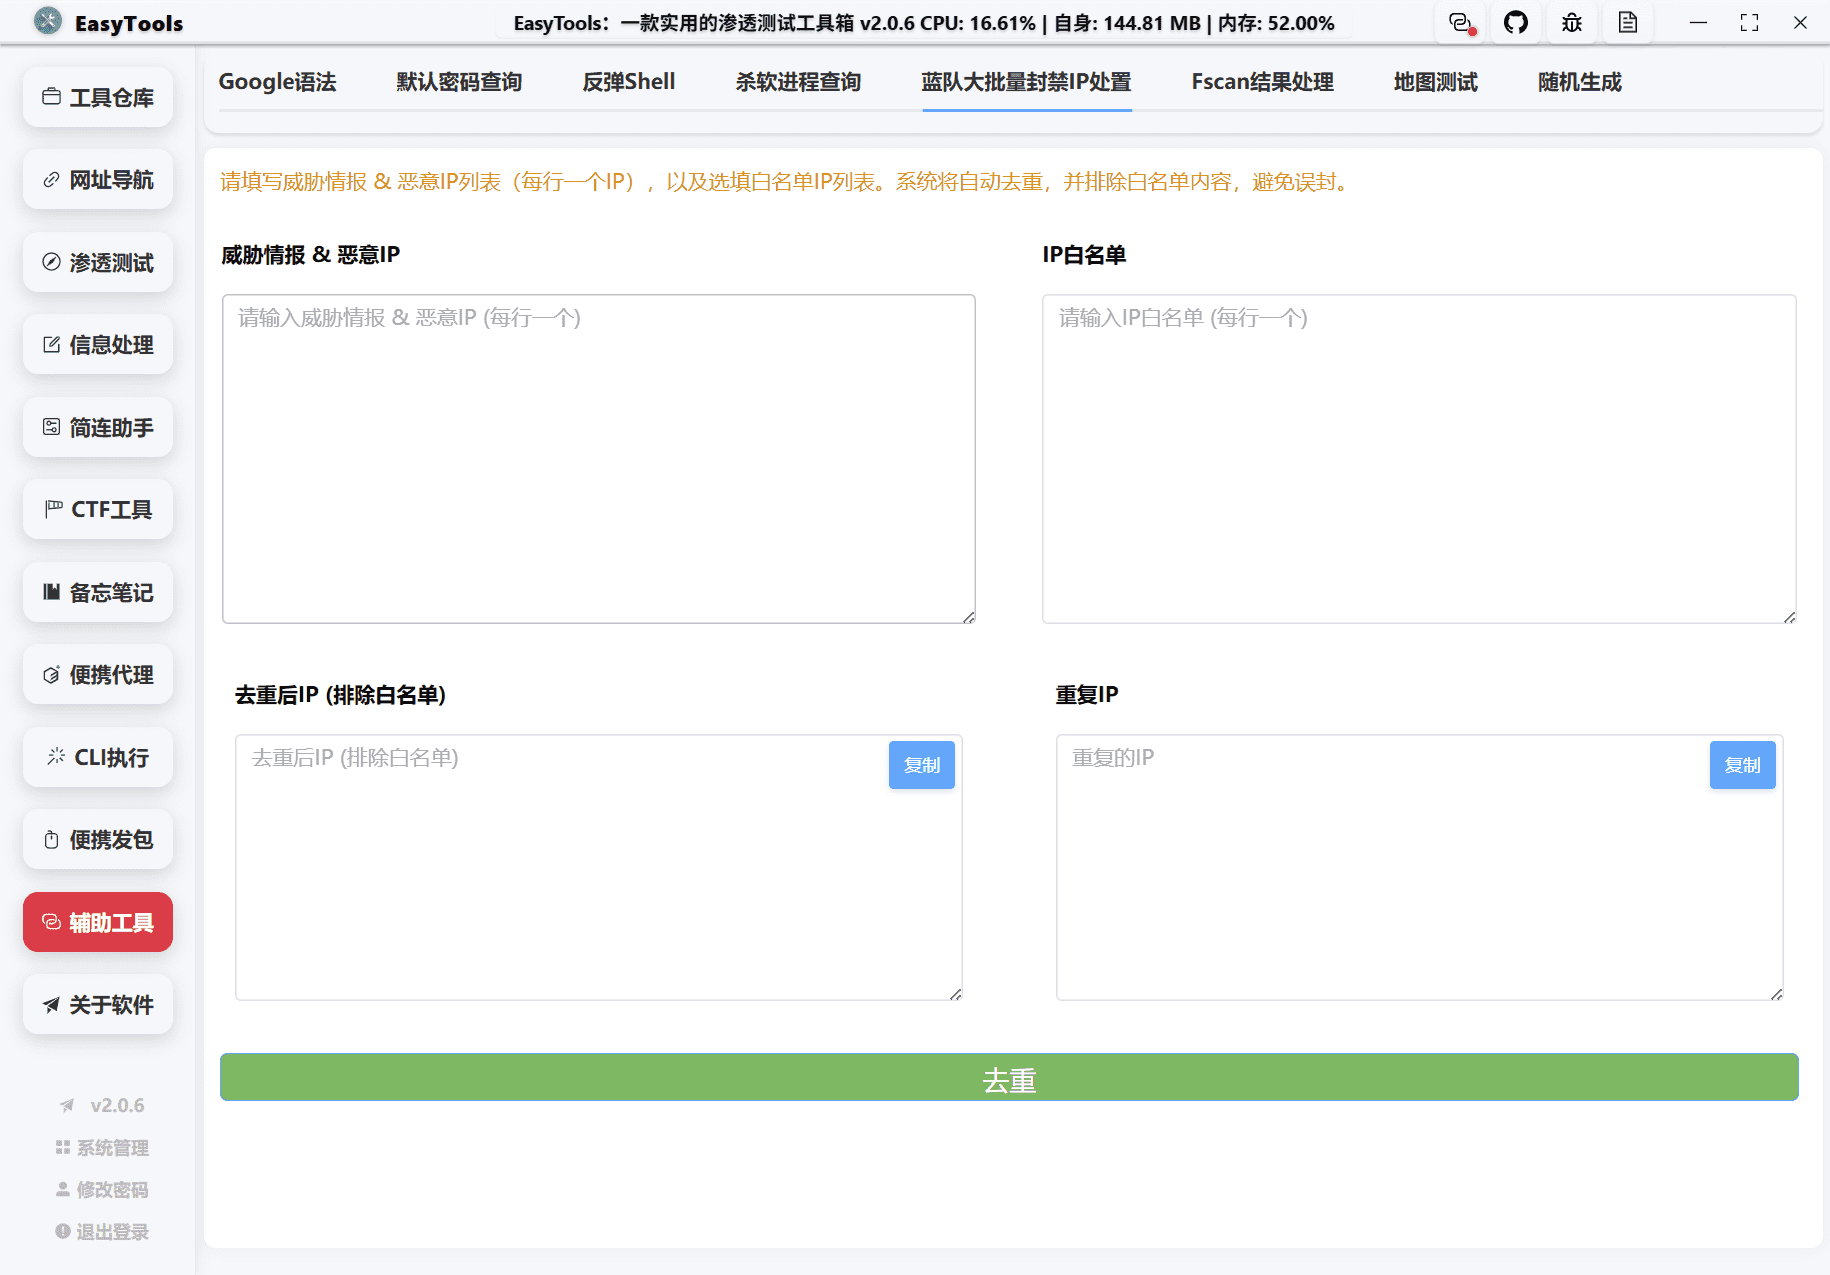 EasyTools
EasyTools：一款实用的渗透测试工具箱 v2.0.6 CPU: 16.61% | 自身: 144.81 MB | 内存: 52.00%
工具仓库
网址导航
渗透测试
信息处理
简连助手
CTF工具
备忘笔记
便携代理
CLI执行
便携发包
辅助工具
关于软件
v2.0.6
系统管理
修改密码
退出登录
Google语法 默认密码查询 反弹Shell 杀软进程查询 蓝队大批量封禁IP处置 Fscan结果处理 地图测试 随机生成
请填写威胁情报 & 恶意IP列表（每行一个IP），以及选填白名单IP列表。系统将自动去重，并排除白名单内容，避免误封。
威胁情报 & 恶意IP
请输入威胁情报 & 恶意IP (每行一个)
IP白名单
请输入IP白名单 (每行一个)
去重后IP (排除白名单)
去重后IP (排除白名单)
复制
重复IP
重复的IP
复制
去重